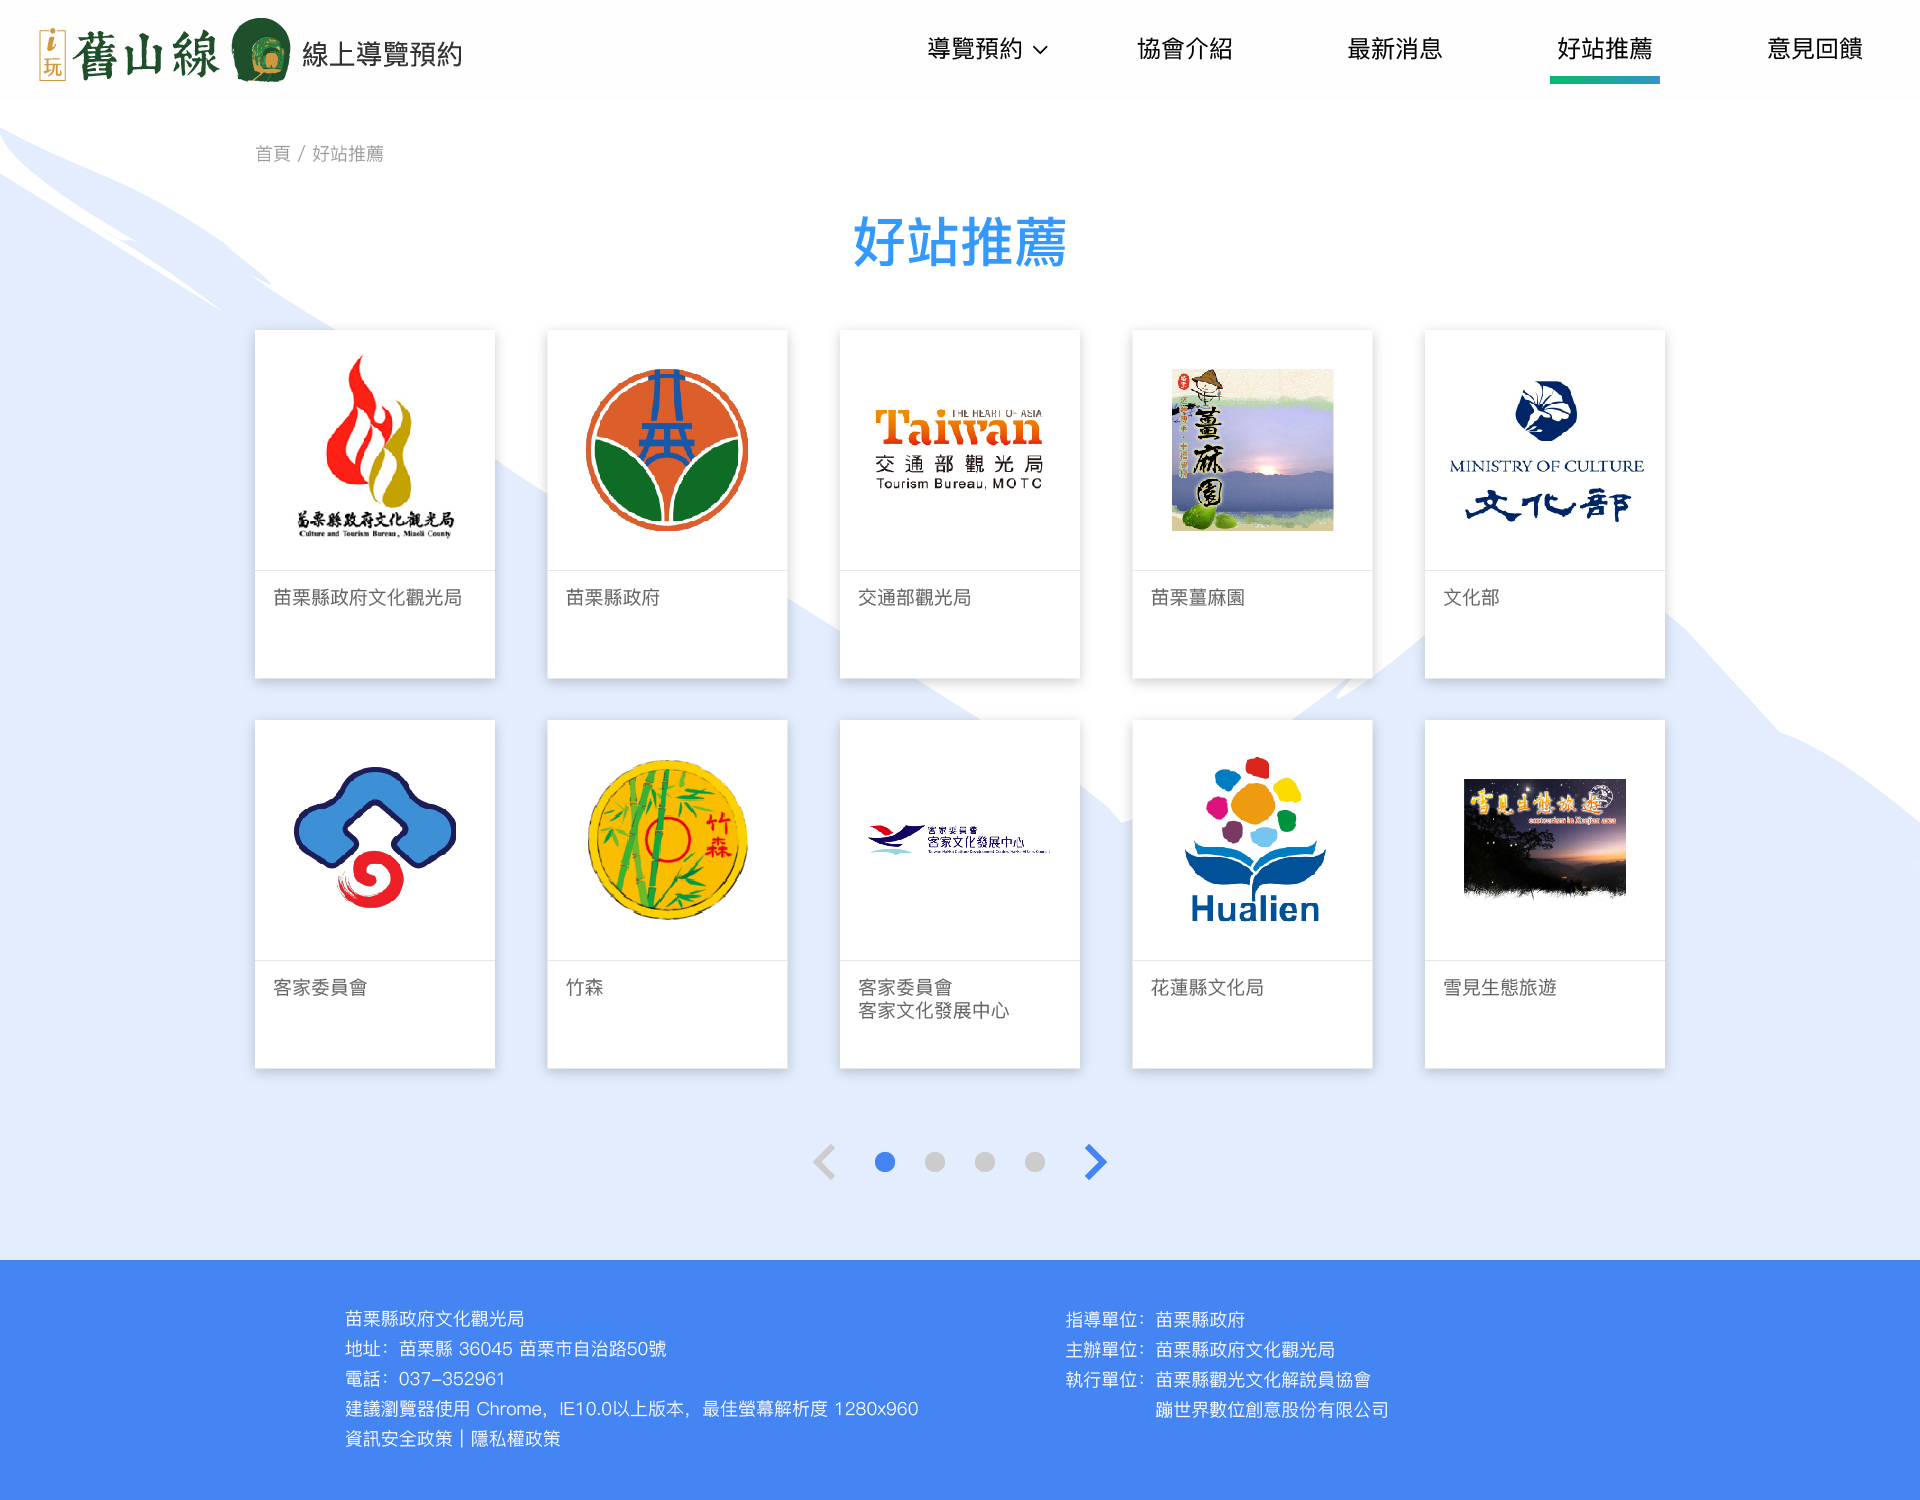 i玩 舊山線 線上導覽預約
導覽預約
協會介紹
最新消息
好站推薦
意見回饋
首頁 / 好站推薦
好站推薦
苗栗縣政府文化觀光局
Culture and Tourism Bureau, Miaoli County
苗栗縣政府文化觀光局
苗栗縣政府
THE HEART OF ASIA
Taiwan
交通部觀光局
Tourism Bureau, MOTC
交通部觀光局
薑麻園
苗栗薑麻園
MINISTRY OF CULTURE
文化部
文化部
客家委員會
竹森
竹森
客家委員會
客家文化發展中心
客家委員會
客家文化發展中心
Hualien
花蓮縣文化局
雪見生態旅遊
ecotourism in Xuejian area
雪見生態旅遊
苗栗縣政府文化觀光局
地址：苗栗縣 36045 苗栗市自治路50號
電話：037-352961
建議瀏覽器使用 Chrome，IE10.0以上版本，最佳螢幕解析度 1280x960
資訊安全政策｜隱私權政策
指導單位：苗栗縣政府
主辦單位：苗栗縣政府文化觀光局
執行單位：苗栗縣觀光文化解說員協會
蹦世界數位創意股份有限公司